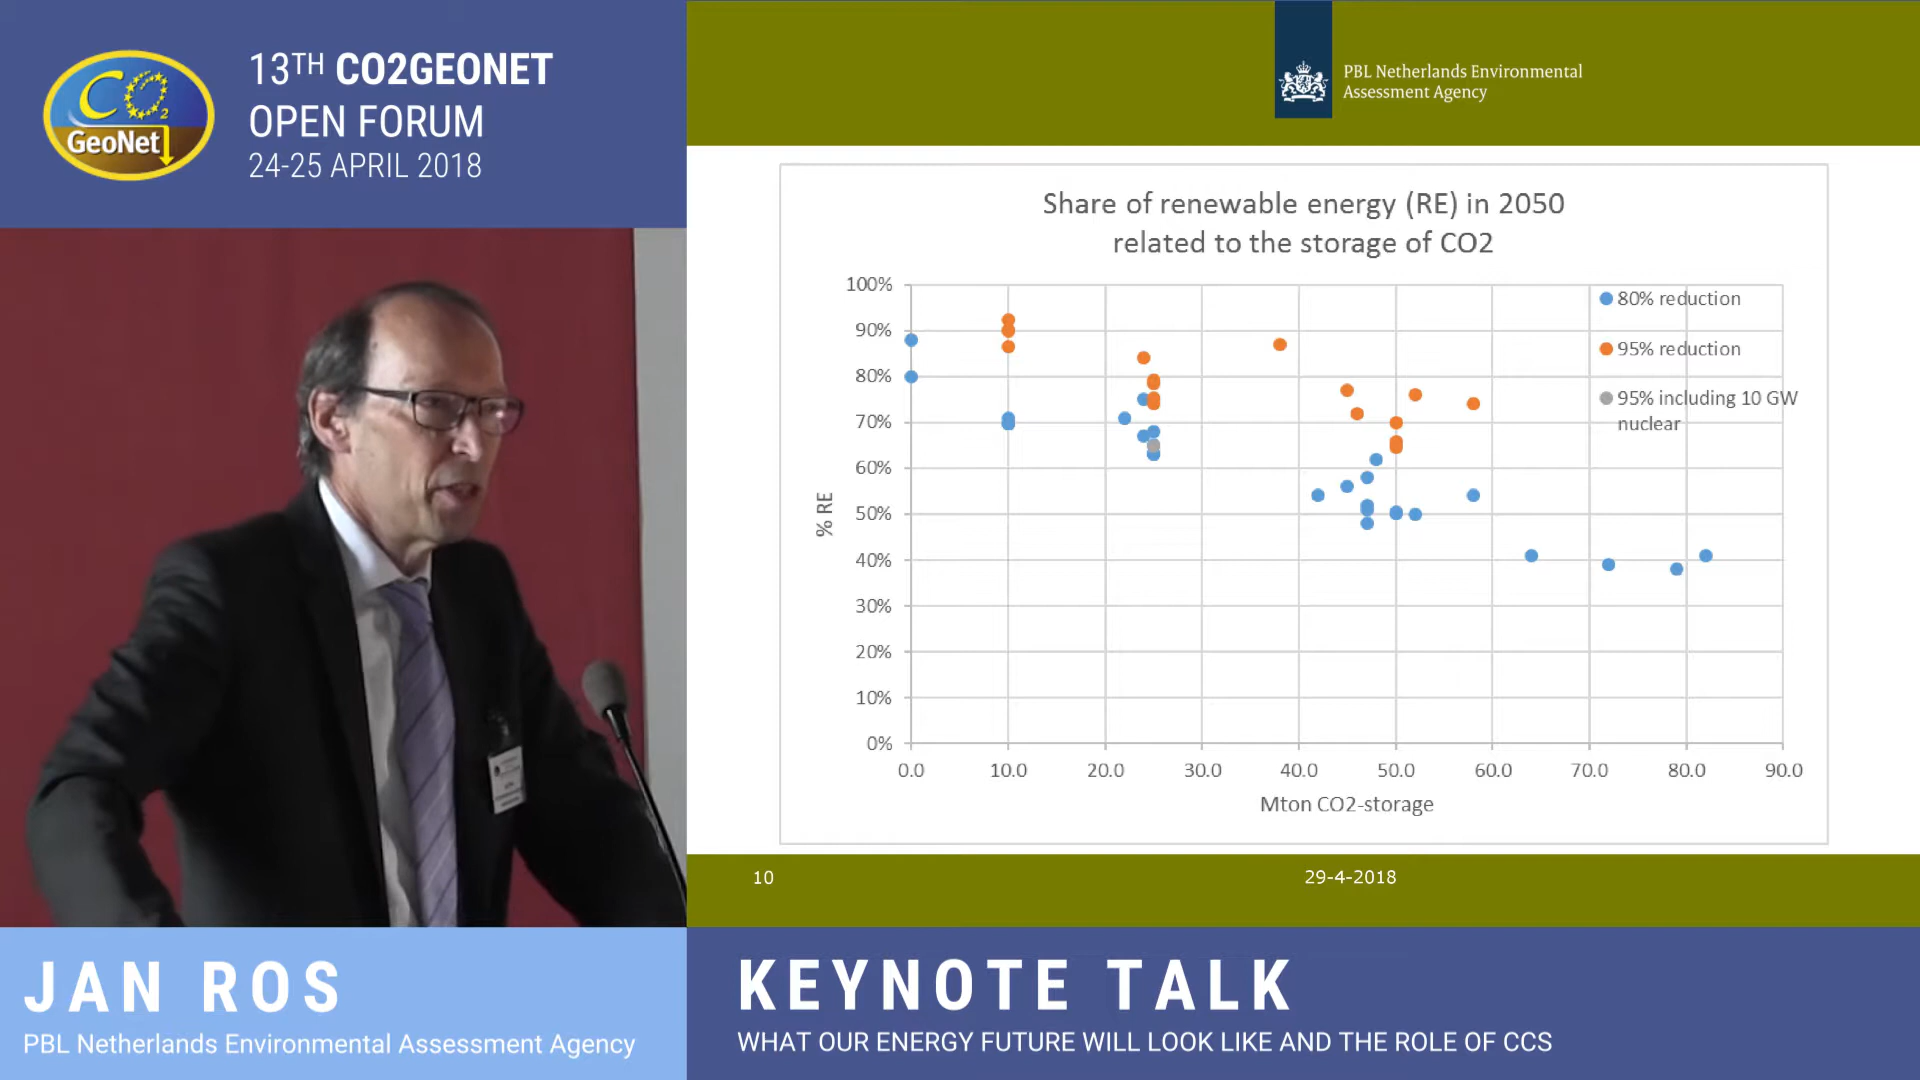 CO2
GeoNet
13TH CO2GEONET
OPEN FORUM
24-25 APRIL 2018
PBL Netherlands Environmental
Assessment Agency
Share of renewable energy (RE) in 2050
related to the storage of CO2
100%
90%
80%
70%
60%
50%
40%
30%
20%
10%
0%
% RE
80% reduction
95% reduction
95% including 10 GW
nuclear
0.0 10.0 20.0 30.0 40.0 50.0 60.0 70.0 80.0 90.0
Mton CO2-storage
10 29-4-2018
JAN ROS
PBL Netherlands Environmental Assessment Agency
KEYNOTE TALK
WHAT OUR ENERGY FUTURE WILL LOOK LIKE AND THE ROLE OF CCS